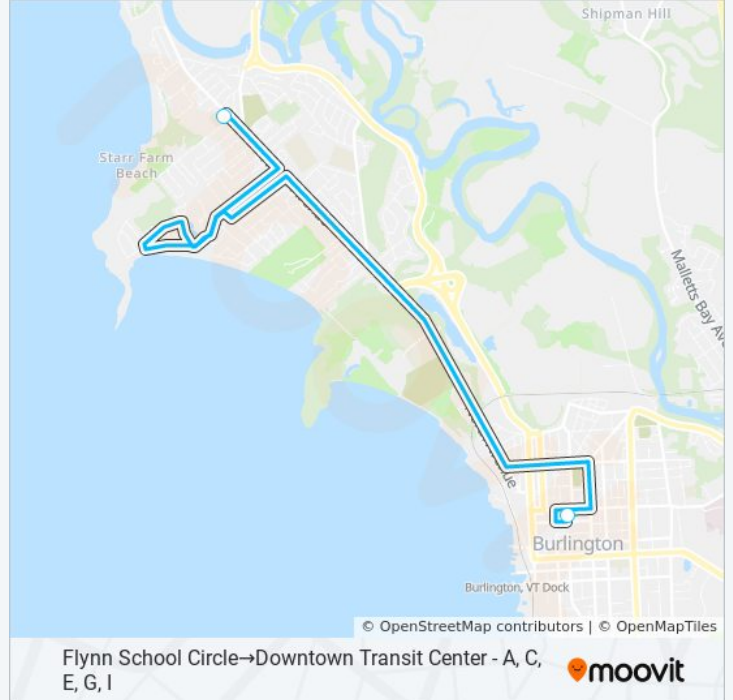 Shipman Hill
Starr Farm
Beach
Malletts Bay Av
Burlington
Burlington, VT Dock
© OpenStreetMap contributors | © OpenMapTiles
Flynn School Circle→Downtown Transit Center - A, C,
E, G, I
moovit